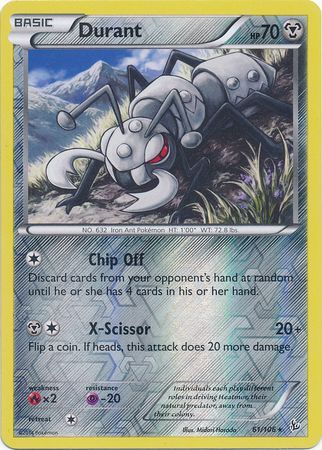 BASIC
Durant
HP70
NO. 632 Iron Ant Pokémon HT: 1'00" WT: 72.8 lbs.
Chip Off
Discard cards from your opponent's hand at random
until he or she has 4 cards in his or her hand.
X-Scissor 20+
Flip a coin. If heads, this attack does 20 more damage.
weakness
×2
resistance
-20
retreat
Individuals each play different
roles in driving Heatmor, their
natural predator, away from
their colony.
©2014 Pokémon
Illus. Midori Harada
61/106